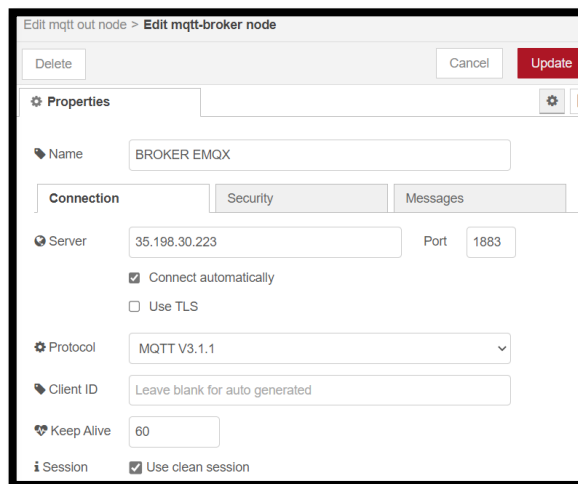 Edit mqtt out node > Edit mqtt-broker node
Delete Cancel Update
Properties
Name BROKER EMQX
Connection Security Messages
Server 35.198.30.223 Port 1883
Connect automatically
Use TLS
Protocol MQTT V3.1.1
Client ID Leave blank for auto generated
Keep Alive 60
Session Use clean session